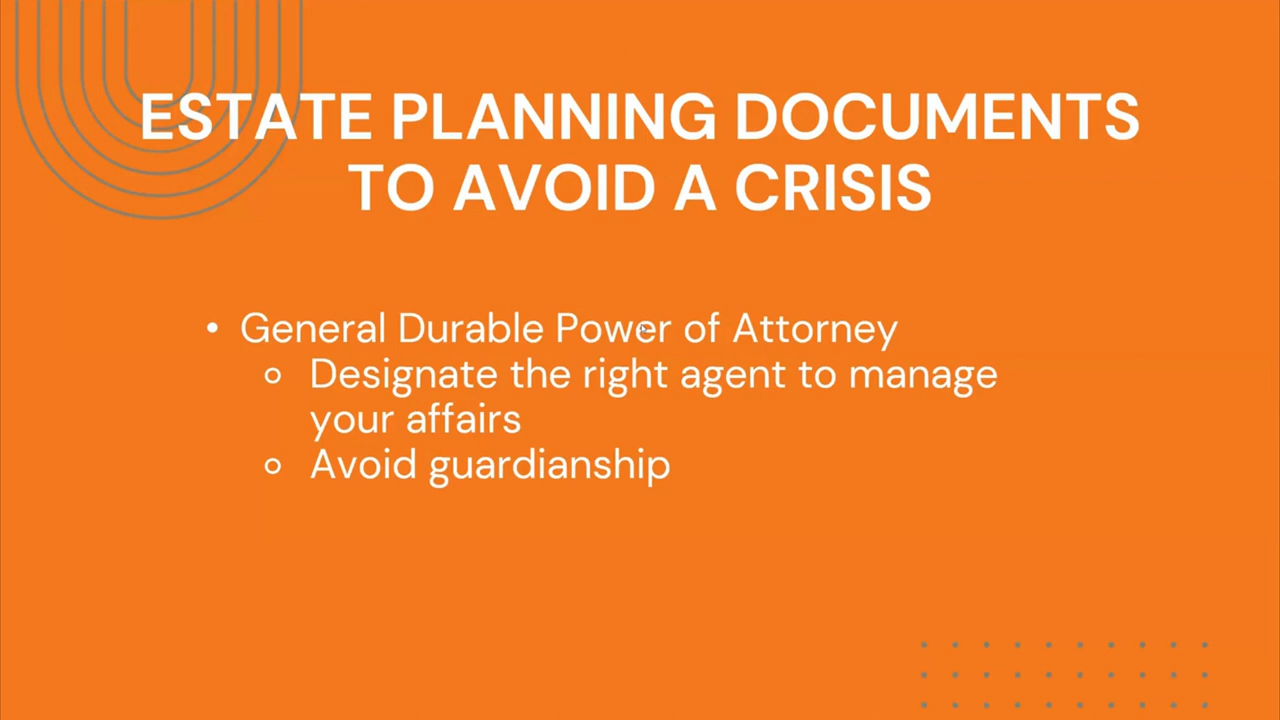 ESTATE PLANNING DOCUMENTS
TO AVOID A CRISIS
• General Durable Power of Attorney
◦ Designate the right agent to manage
your affairs
◦ Avoid guardianship